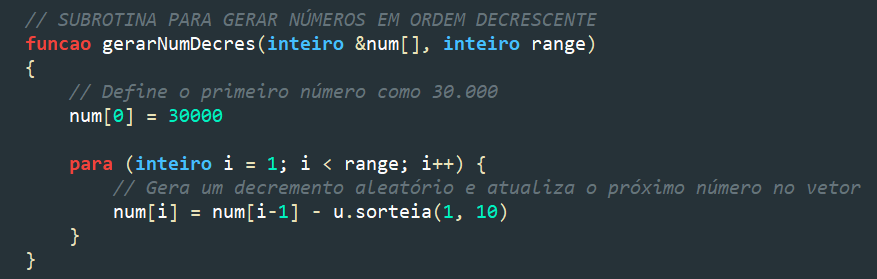 // SUBROTINA PARA GERAR NÚMEROS EM ORDEM DECRESCENTE
funcao gerarNumDecres(inteiro &num[], inteiro range)
{
    // Define o primeiro número como 30.000
    num[0] = 30000

    para (inteiro i = 1; i < range; i++) {
        // Gera um decremento aleatório e atualiza o próximo número no vetor
        num[i] = num[i-1] - u.sorteia(1, 10)
    }
}